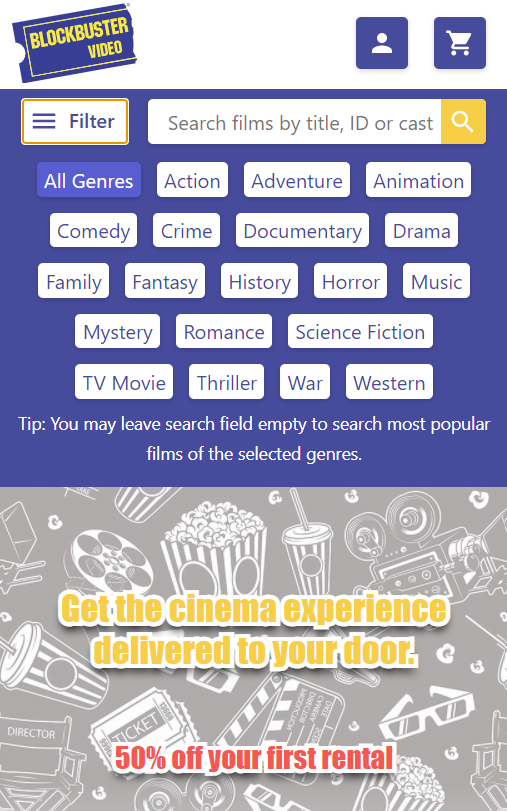 BLOCKBUSTER
VIDEO
Filter
Search films by title, ID or cast
All Genres Action Adventure Animation
Comedy Crime Documentary Drama
Family Fantasy History Horror Music
Mystery Romance Science Fiction
TV Movie Thriller War Western
Tip: You may leave search field empty to search most popular
films of the selected genres.
Get the cinema experience
delivered to your door.
DIRECTOR
TICKET
50% off your first rental